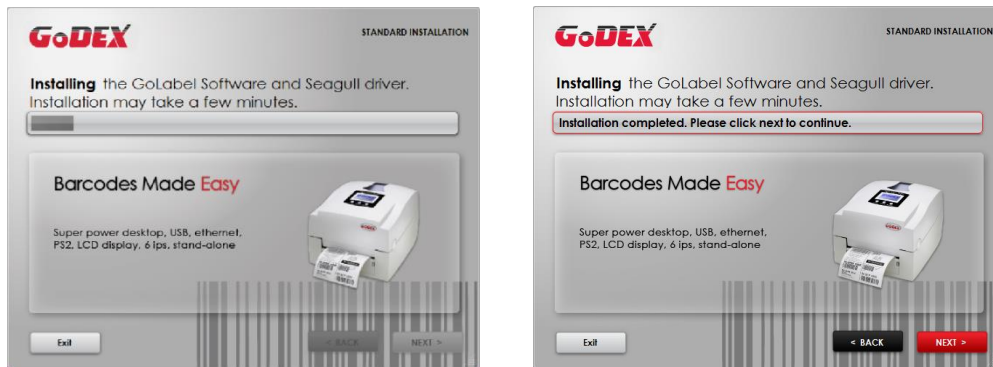 GoDEX
STANDARD INSTALLATION
Installing the GoLabel Software and Seagull driver.
Installation may take a few minutes.
Barcodes Made Easy
Super power desktop, USB, ethernet,
PS2, LCD display, 6 ips, stand-alone
Exit
< BACK
NEXT >
GoDEX
STANDARD INSTALLATION
Installing the GoLabel Software and Seagull driver.
Installation may take a few minutes.
Installation completed. Please click next to continue.
Barcodes Made Easy
Super power desktop, USB, ethernet,
PS2, LCD display, 6 ips, stand-alone
Exit
< BACK
NEXT >